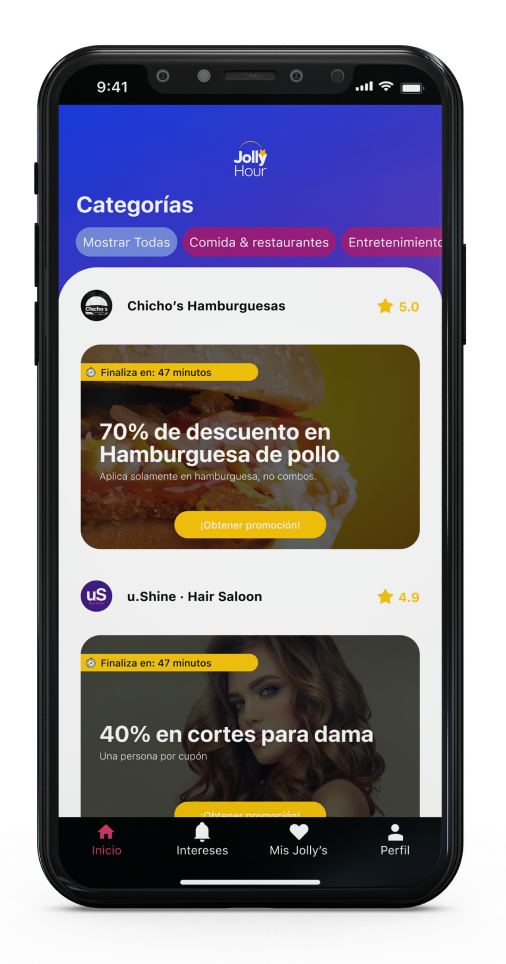 9:41
Jolly
Hour
Categorías
Mostrar Todas
Comida & restaurantes
Entretenimiento
Chicho's
Chicho’s Hamburguesas
5.0
Finaliza en: 47 minutos
70% de descuento en
Hamburguesa de pollo
Aplica solamente en hamburguesa, no combos.
¡Obtener promoción!
uS
u.Shine · Hair Saloon
4.9
Finaliza en: 47 minutos
40% en cortes para dama
Una persona por cupón
¡Obtener promoción!
Inicio
Intereses
Mis Jolly’s
Perfil